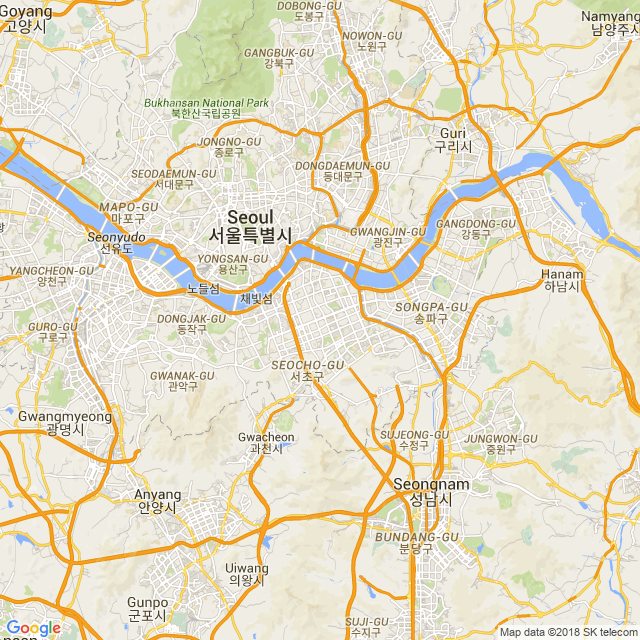 Goyang
고양시
DOBONG-GU
도봉구
Namyang
남양주시
NOWON-GU
노원구
GANGBUK-GU
강북구
Bukhansan National Park
북한산국립공원
Guri
구리시
JONGNO-GU
종로구
DONGDAEMUN-GU
동대문구
SEODAEMUN-GU
서대문구
MAPO-GU
마포구
Seoul
서울특별시
GWANGJIN-GU
광진구
GANGDONG-GU
강동구
Seonyudo
선유도
YONGSAN-GU
용산구
YANGCHEON-GU
양천구
노들섬
채빛섬
Hanam
하남시
SONGPA-GU
송파구
DONGJAK-GU
동작구
GURO-GU
구로구
SEOCHO-GU
서초구
GWANAK-GU
관악구
Gwangmyeong
광명시
Gwacheon
과천시
SUJEONG-GU
수정구
JUNGWON-GU
중원구
Seongnam
성남시
Anyang
안양시
BUNDANG-GU
분당구
Uiwang
의왕시
Gunpo
군포시
SUJI-GU
수지구
Google
Map data ©2018 SK telecom